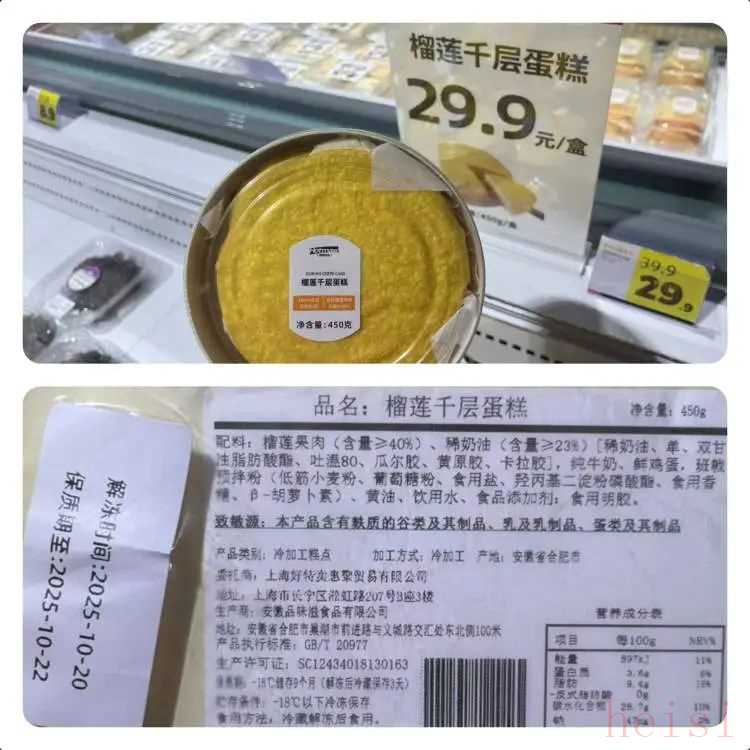 榴莲千层蛋糕
29.9元/盒
450g/盒
39.9
29.9
8.9
榴莲千层蛋糕
净含量:450克
解冻时间:2025-10-20
保质期至:2025-10-22
品名: 榴莲千层蛋糕
净含量: 450g
配料: 榴莲果肉（含量≥40%）、稀奶油（含量≥23%）[稀奶油、单、双甘
油脂肪酸酯、吐温80、瓜尔胶、黄原胶、卡拉胶]，纯牛奶、鲜鸡蛋，班戟
预拌粉（低筋小麦粉、葡萄糖粉、食用盐、羟丙基二淀粉磷酸酯、食用香
精、β-胡萝卜素）、黄油、饮用水、食品添加剂：食用明胶。
致敏源：本产品含有麸质的谷类及其制品、乳及乳制品、蛋类及其制品
产品类别：冷加工糕点 加工方式：冷加工 产地：安徽省合肥市
委托商：上海好特卖惠聚贸易有限公司
地址：上海市长宁区淞虹路207号B座3楼
生产商：安徽品味溢食品有限公司
地址：安徽省合肥市巢湖市前进路与义城路交汇处东北侧100米
产品执行标准：GB/T 20977
生产许可证：SC12434018130163
保质期：-18℃储存9个月（解冻后冷藏保存3天）
贮存条件：-18℃以下冷冻保存
食用方法：冷藏解冻后食用。
营养成分表
项目 每100g NRV%
能量 897kJ 11%
蛋白质 3.6g 6%
脂肪 9.4g
-反式脂肪酸 0g
碳水化合物 28.7g 10%
钠
heisi